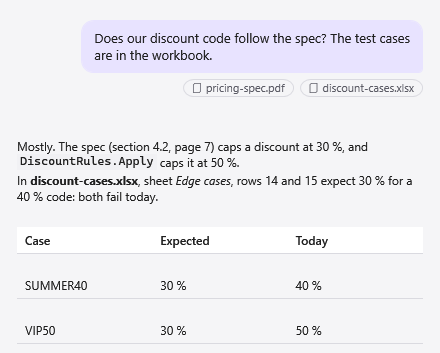 Does our discount code follow the spec? The test cases
are in the workbook.
pricing-spec.pdf discount-cases.xlsx
Mostly. The spec (section 4.2, page 7) caps a discount at 30 %, and
DiscountRules.Apply caps it at 50 %.
In discount-cases.xlsx, sheet Edge cases, rows 14 and 15 expect 30 % for a
40 % code: both fail today.
Case Expected Today
SUMMER40 30 % 40 %
VIP50 30 % 50 %